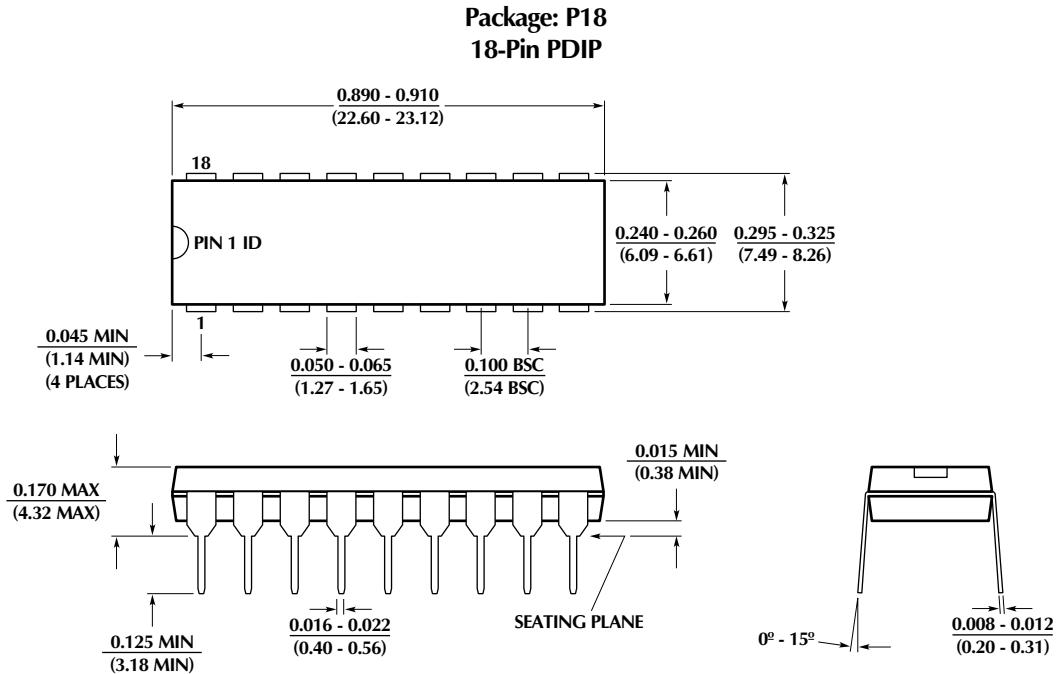 Package: P18
18-Pin PDIP
0.890 - 0.910
(22.60 - 23.12)
18
PIN 1 ID
0.240 - 0.260
(6.09 - 6.61)
0.295 - 0.325
(7.49 - 8.26)
1
0.045 MIN
(1.14 MIN)
(4 PLACES)
0.050 - 0.065
(1.27 - 1.65)
0.100 BSC
(2.54 BSC)
0.015 MIN
(0.38 MIN)
0.170 MAX
(4.32 MAX)
0.016 - 0.022
(0.40 - 0.56)
SEATING PLANE
0.125 MIN
(3.18 MIN)
0º - 15º
0.008 - 0.012
(0.20 - 0.31)